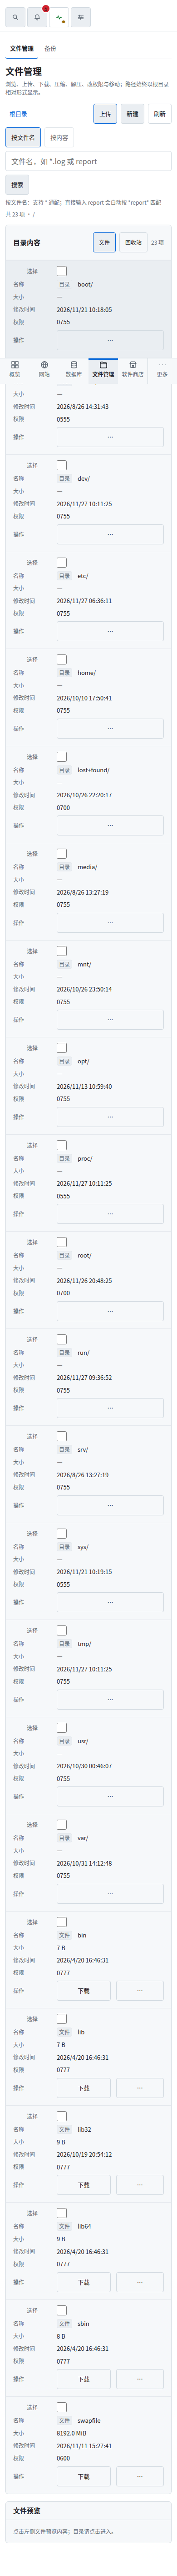 文件管理 备份
文件管理
浏览、上传、下载、压缩、解压、改权限与移动；路径始终以根目录相对形式显示。
根目录 上传 新建 刷新
按文件名 按内容
文件名，如 *.log 或 report
搜索
按文件名：支持 * 通配；直接输入 report 会自动按 *report* 匹配
共 23 项 · /
目录内容 文件 回收站 23 项
选择
名称 目录 boot/
大小 —
修改时间 2026/11/21 10:18:05
权限 0755
操作 ···
概览 网站 数据库 文件管理 软件商店 更多
大小 —
修改时间 2026/8/26 14:31:43
权限 0555
操作 ···
选择
名称 目录 dev/
大小 —
修改时间 2026/11/27 10:11:25
权限 0755
操作 ···
选择
名称 目录 etc/
大小 —
修改时间 2026/11/27 06:36:11
权限 0755
操作 ···
选择
名称 目录 home/
大小 —
修改时间 2026/10/10 17:50:41
权限 0755
操作 ···
选择
名称 目录 lost+found/
大小 —
修改时间 2026/10/26 22:20:17
权限 0700
操作 ···
选择
名称 目录 media/
大小 —
修改时间 2026/8/26 13:27:19
权限 0755
操作 ···
选择
名称 目录 mnt/
大小 —
修改时间 2026/10/26 23:50:14
权限 0755
操作 ···
选择
名称 目录 opt/
大小 —
修改时间 2026/11/13 10:59:40
权限 0755
操作 ···
选择
名称 目录 proc/
大小 —
修改时间 2026/11/27 10:11:25
权限 0555
操作 ···
选择
名称 目录 root/
大小 —
修改时间 2026/11/26 20:48:25
权限 0700
操作 ···
选择
名称 目录 run/
大小 —
修改时间 2026/11/27 09:36:52
权限 0755
操作 ···
选择
名称 目录 srv/
大小 —
修改时间 2026/8/26 13:27:19
权限 0755
操作 ···
选择
名称 目录 sys/
大小 —
修改时间 2026/11/21 10:19:15
权限 0555
操作 ···
选择
名称 目录 tmp/
大小 —
修改时间 2026/11/27 10:11:25
权限 0755
操作 ···
选择
名称 目录 usr/
大小 —
修改时间 2026/10/30 00:46:07
权限 0755
操作 ···
选择
名称 目录 var/
大小 —
修改时间 2026/10/31 14:12:48
权限 0755
操作 ···
选择
名称 文件 bin
大小 7 B
修改时间 2026/4/20 16:46:31
权限 0777
操作 下载 ···
选择
名称 文件 lib
大小 7 B
修改时间 2026/4/20 16:46:31
权限 0777
操作 下载 ···
选择
名称 文件 lib32
大小 9 B
修改时间 2026/10/19 20:54:12
权限 0777
操作 下载 ···
选择
名称 文件 lib64
大小 9 B
修改时间 2026/4/20 16:46:31
权限 0777
操作 下载 ···
选择
名称 文件 sbin
大小 8 B
修改时间 2026/4/20 16:46:31
权限 0777
操作 下载 ···
选择
名称 文件 swapfile
大小 8192.0 MiB
修改时间 2026/11/11 15:27:41
权限 0600
操作 下载 ···
文件预览
点击左侧文件预览内容；目录请点击进入。